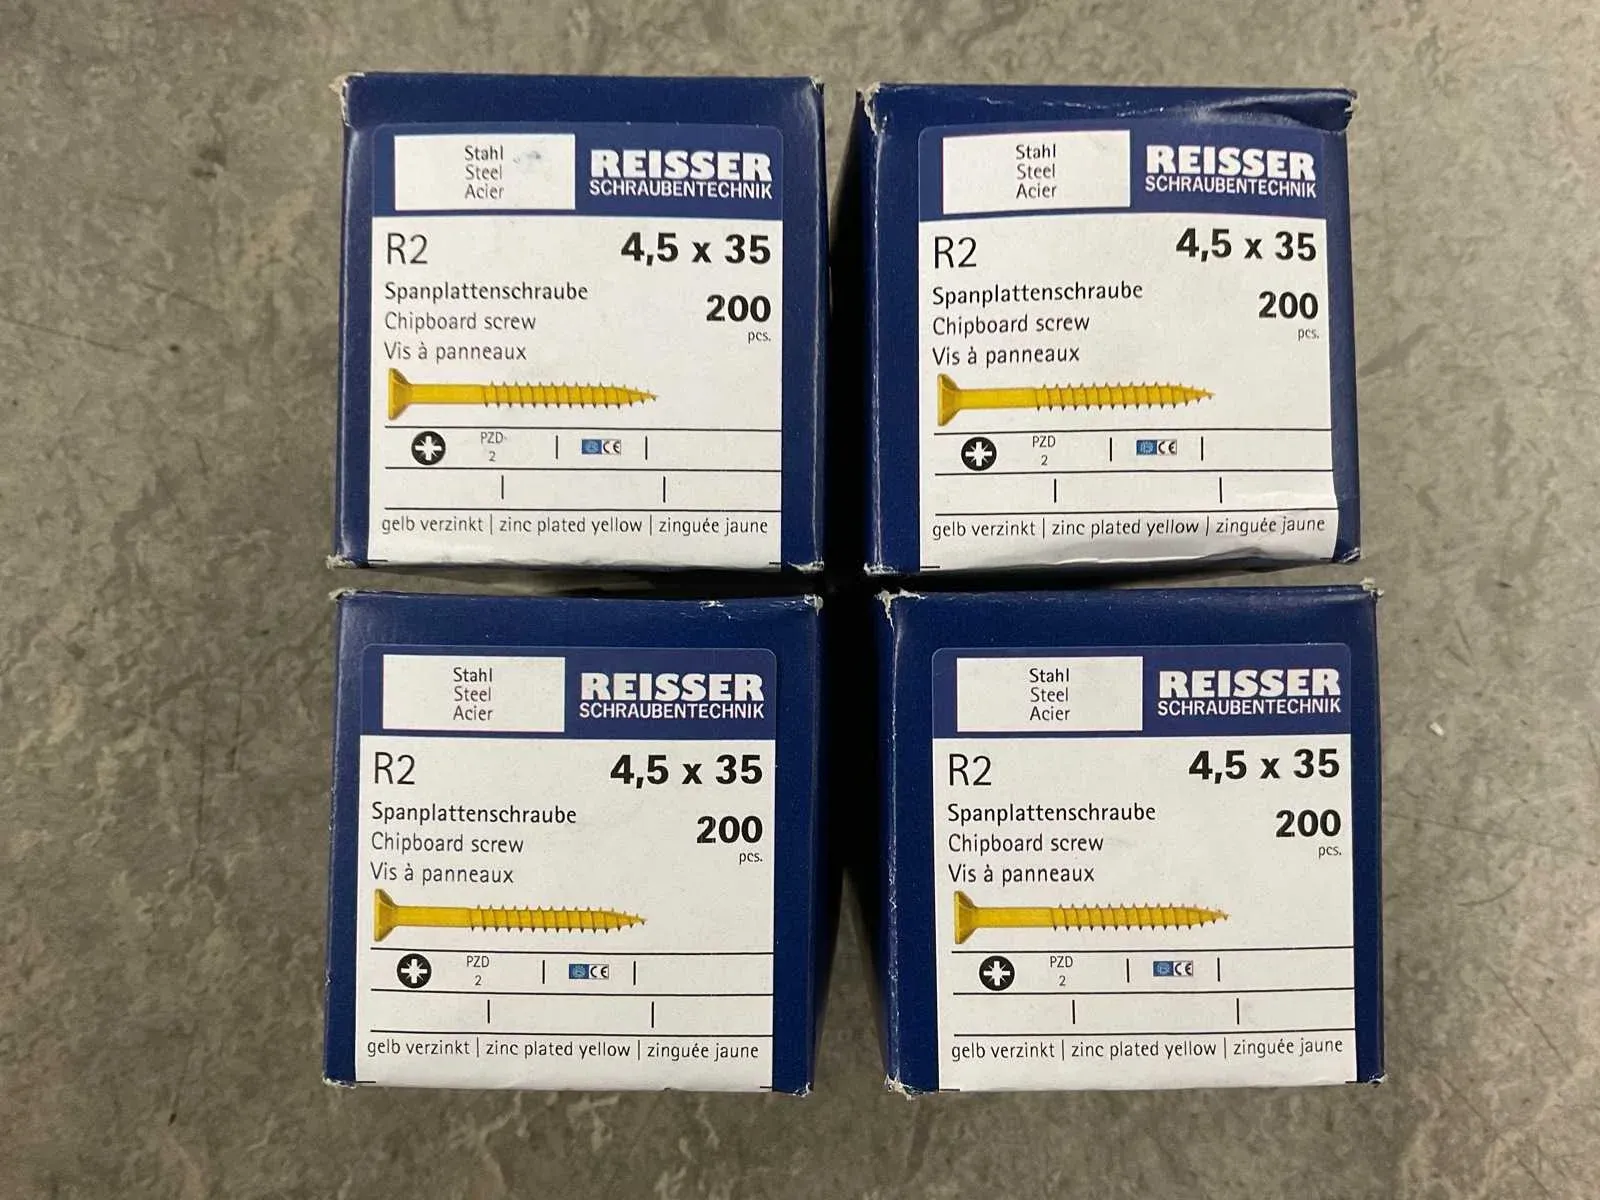 Stahl
Steel
Acier
REISSER
SCHRAUBENTECHNIK
R2
4,5 x 35
Spanplattenschraube
200
Chipboard screw
pcs.
Vis à panneaux
PZD
2
CE
gelb verzinkt | zinc plated yellow | zinguée jaune
Stahl
Steel
Acier
REISSER
SCHRAUBENTECHNIK
R2
4,5 x 35
Spanplattenschraube
200
Chipboard screw
pcs.
Vis à panneaux
PZD
2
CE
gelb verzinkt | zinc plated yellow | zinguée jaune
Stahl
Steel
Acier
REISSER
SCHRAUBENTECHNIK
R2
4,5 x 35
Spanplattenschraube
200
Chipboard screw
pcs.
Vis à panneaux
PZD
2
CE
gelb verzinkt | zinc plated yellow | zinguée jaune
Stahl
Steel
Acier
REISSER
SCHRAUBENTECHNIK
R2
4,5 x 35
Spanplattenschraube
200
Chipboard screw
pcs.
Vis à panneaux
PZD
2
CE
gelb verzinkt | zinc plated yellow | zinguée jaune